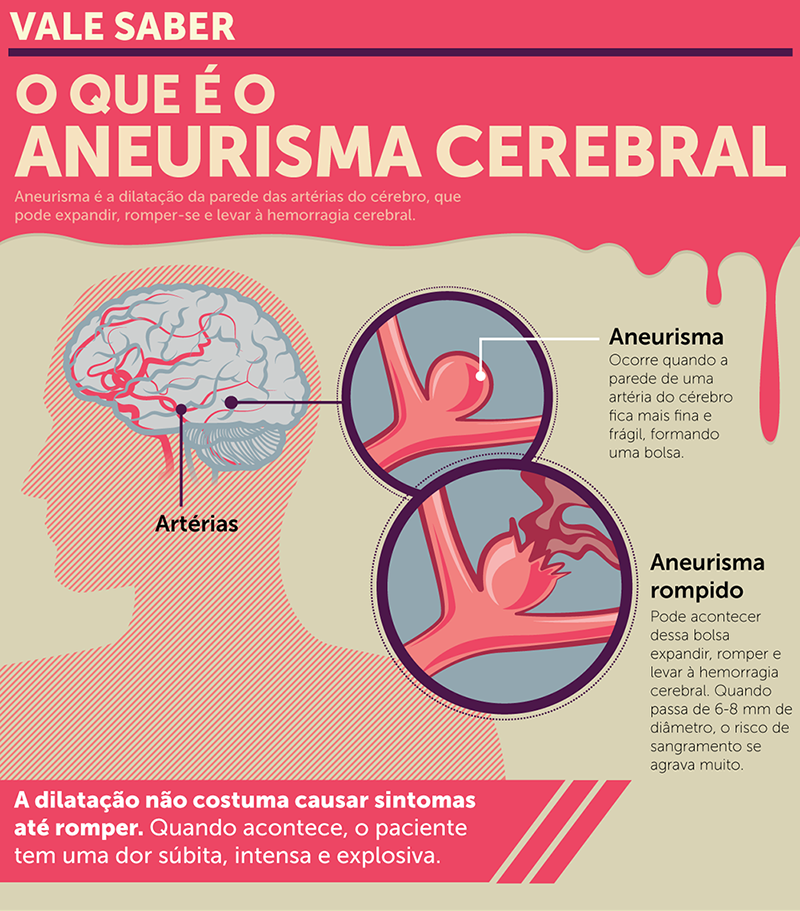 VALE SABER
O QUE É O
ANEURISMA CEREBRAL
Aneurisma é a dilatação da parede das artérias do cérebro, que
pode expandir, romper-se e levar à hemorragia cerebral.
Aneurisma
Ocorre quando a
parede de uma
artéria do cérebro
fica mais fina e
frágil, formando
uma bolsa.
Artérias
Aneurisma
rompido
Pode acontecer
dessa bolsa
expandir, romper e
levar à hemorragia
cerebral. Quando
passa de 6-8 mm de
diâmetro, o risco de
sangramento se
agrava muito.
A dilatação não costuma causar sintomas
até romper. Quando acontece, o paciente
tem uma dor súbita, intensa e explosiva.